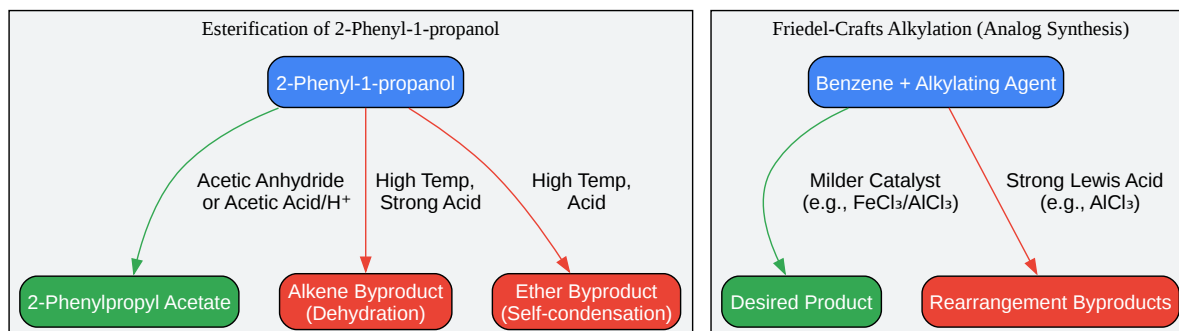 Esterification of 2-Phenyl-1-propanol
2-Phenyl-1-propanol
Acetic Anhydride
or Acetic Acid/H⁺
High Temp,
Strong Acid
High Temp,
Acid
2-Phenylpropyl Acetate
Alkene Byproduct
(Dehydration)
Ether Byproduct
(Self-condensation)
Friedel-Crafts Alkylation (Analog Synthesis)
Benzene + Alkylating Agent
Milder Catalyst
(e.g., FeCl₃/AlCl₃)
Strong Lewis Acid
(e.g., AlCl₃)
Desired Product
Rearrangement Byproducts